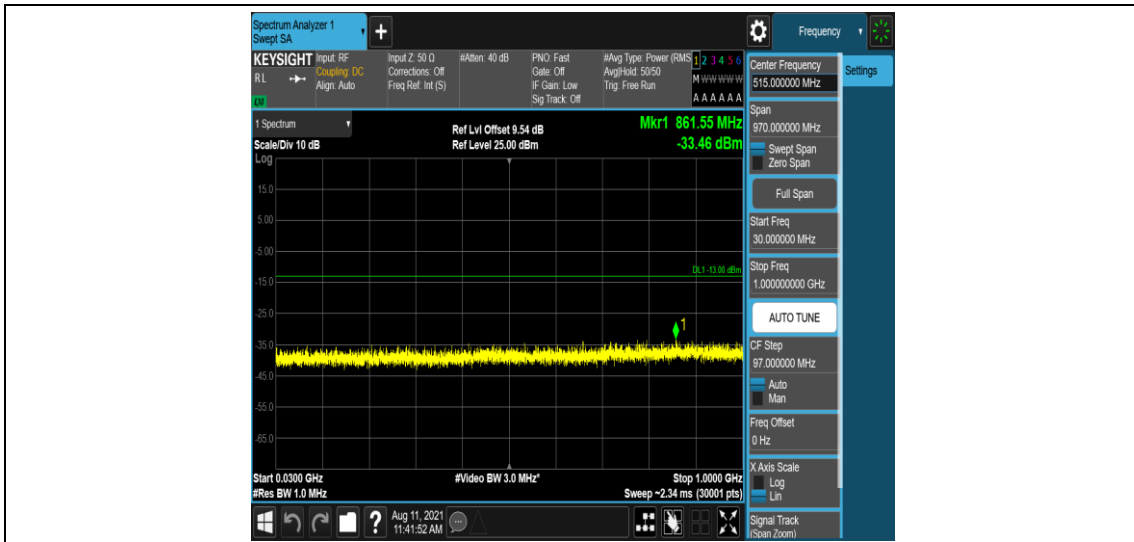 Spectrum Analyzer 1
Swept SA
+
Frequency
KEYSIGHT
RL
LM
Input: RF
Coupling: DC
Align: Auto
Input Z: 50 Ω
Corrections: Off
Freq Ref: Int (S)
#Atten: 40 dB
PNO: Fast
Gate: Off
IF Gain: Low
Sig Track: Off
#Avg Type: Power (RMS
Avg|Hold: 50/50
Trig: Free Run
1 2 3 4 5 6
M W W W W W
A A A A A A
1 Spectrum
Scale/Div 10 dB
Log
Ref Lvl Offset 9.54 dB
Ref Level 25.00 dBm
Mkr1 861.55 MHz
-33.46 dBm
15.0
5.00
-5.00
-15.0
-25.0
-35.0
-45.0
-55.0
-65.0
DL1 -13.00 dBm
1
Start 0.0300 GHz
#Res BW 1.0 MHz
#Video BW 3.0 MHz*
Stop 1.0000 GHz
Sweep ~2.34 ms (30001 pts)
Center Frequency
515.000000 MHz
Settings
Span
970.000000 MHz
Swept Span
Zero Span
Full Span
Start Freq
30.000000 MHz
Stop Freq
1.000000000 GHz
AUTO TUNE
CF Step
97.000000 MHz
Auto
Man
Freq Offset
0 Hz
X Axis Scale
Log
Lin
Signal Track
(Span Zoom)
?
Aug 11, 2021
11:41:52 AM